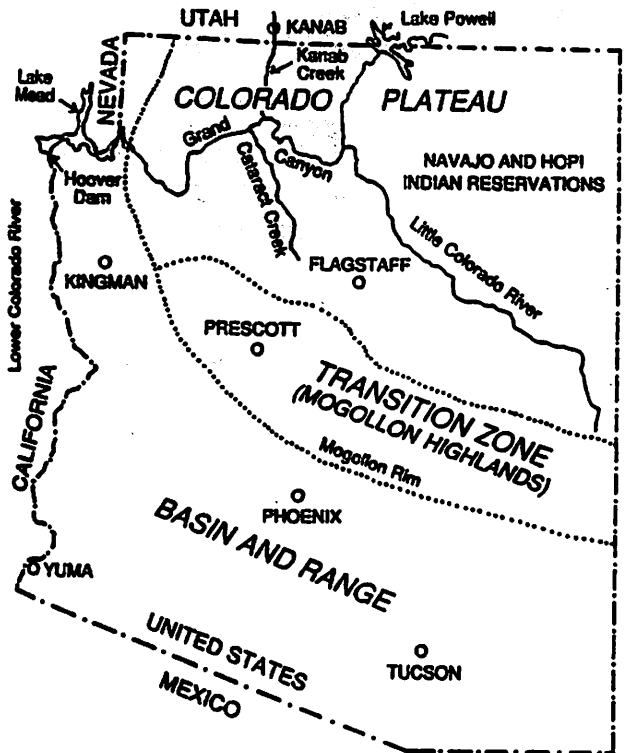 UTAH
KANAB
Lake Powell
Kanab
Creek
NEVADA
Lake
Mead
COLORADO PLATEAU
Grand
Canyon
Cataract Creek
NAVAJO AND HOPI
INDIAN RESERVATIONS
Hoover
Dam
Little Colorado River
Lower Colorado River
KINGMAN
FLAGSTAFF
PRESCOTT
TRANSITION ZONE
(MOGOLLON HIGHLANDS)
Mogollon Rim
CALIFORNIA
PHOENIX
BASIN AND RANGE
YUMA
UNITED STATES
MEXICO
TUCSON